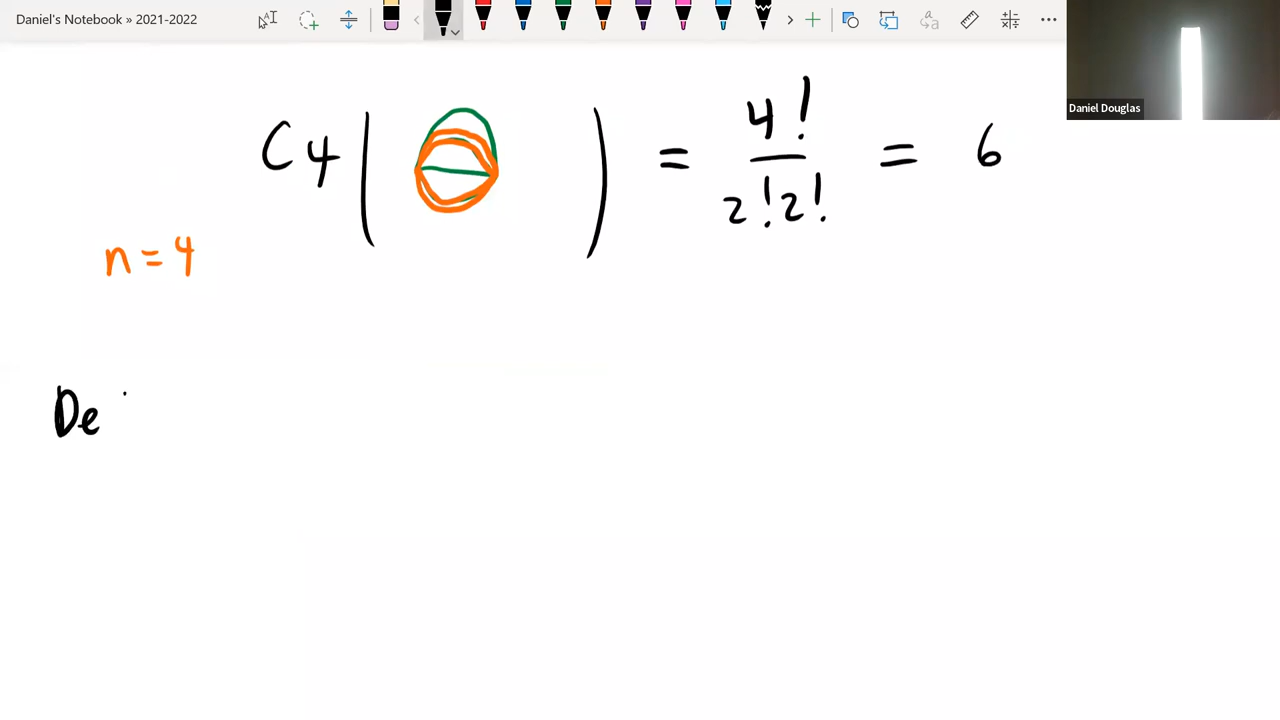 Daniel's Notebook » 2021-2022
Daniel Douglas
C4( ) = 4!/2!2! = 6
n=4
De